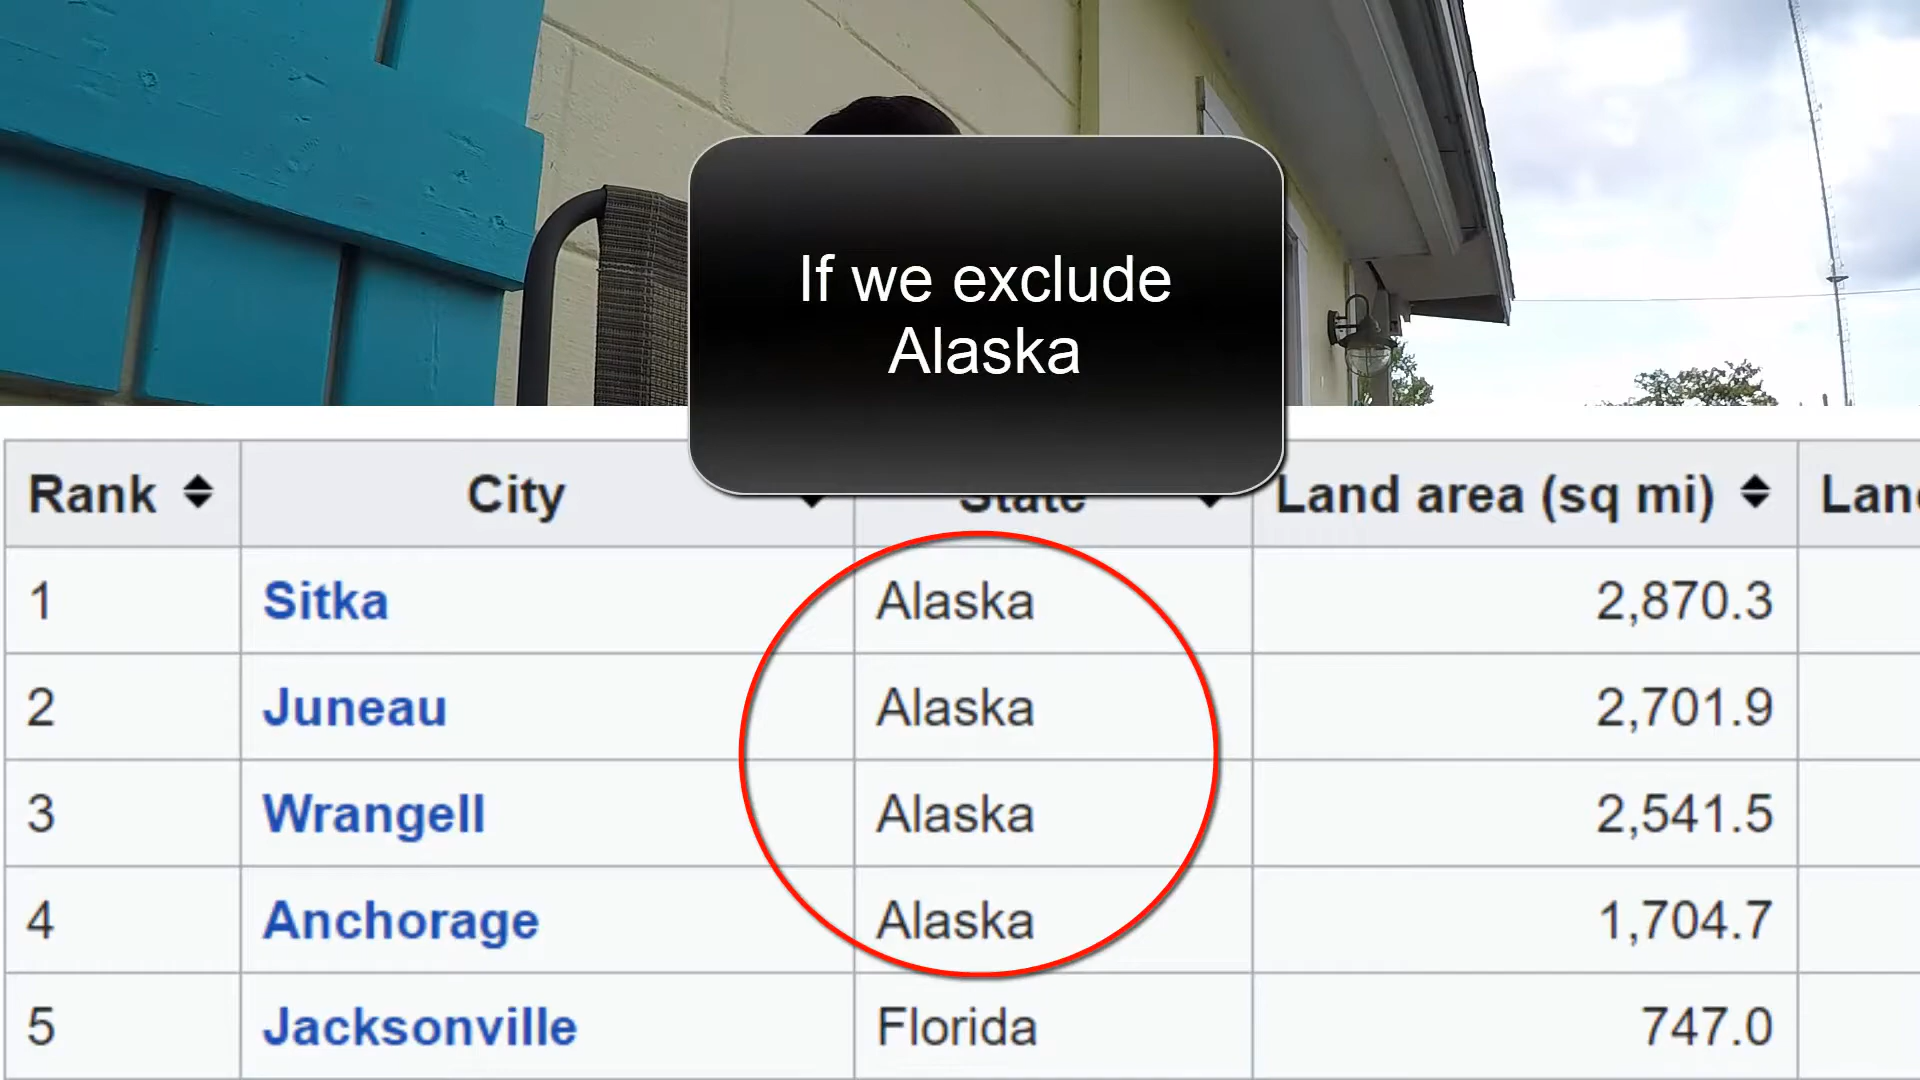 If we exclude
Alaska
Rank City State Land area (sq mi) Lan
1 Sitka Alaska 2,870.3
2 Juneau Alaska 2,701.9
3 Wrangell Alaska 2,541.5
4 Anchorage Alaska 1,704.7
5 Jacksonville Florida 747.0